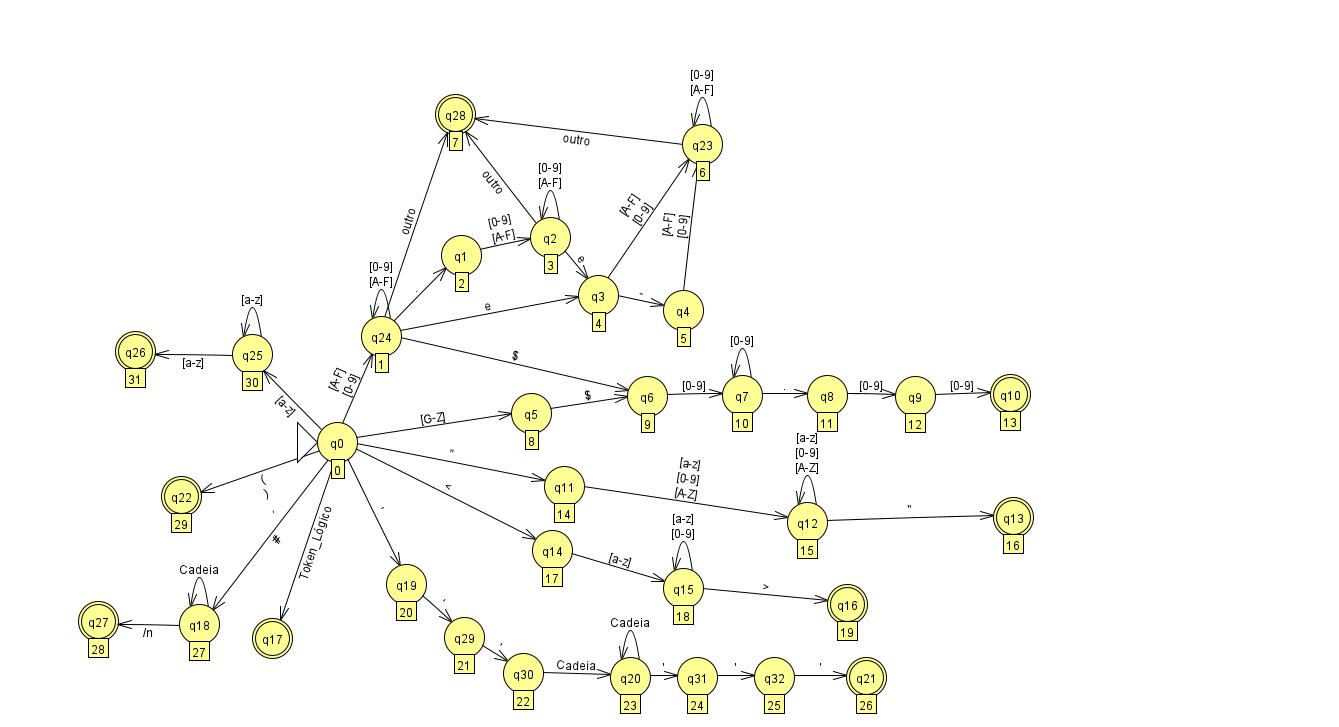 [0-9]
[A-F]
q28
7
q23
6
outro
[0-9]
[A-F]
outro
q2
3
[0-9]
[A-F]
q1
2
outro
e
[A-F]
[0-9]
[A-F]
[0-9]
q3
4
-
q4
5
[0-9]
[A-F]
.
e
q24
1
$
[a-z]
q25
30
[a-z]
q26
31
[a-z]
[A-F]
[0-9]
q0
0
[G-Z]
q5
8
$
q6
9
[0-9]
[0-9]
q7
10
.
q8
11
[0-9]
q9
12
[0-9]
q10
13
"
q11
14
[a-z]
[0-9]
[A-Z]
[a-z]
[0-9]
[A-Z]
q12
15
"
q13
16
<
q14
17
[a-z]
[a-z]
[0-9]
q15
18
>
q16
19
(
)
q22
29
#
Cadeia
q18
27
/n
q27
28
Token_Lógico
q17
'
q19
20
'
q29
21
'
q30
22
Cadeia
Cadeia
q20
23
'
q31
24
'
q32
25
'
q21
26